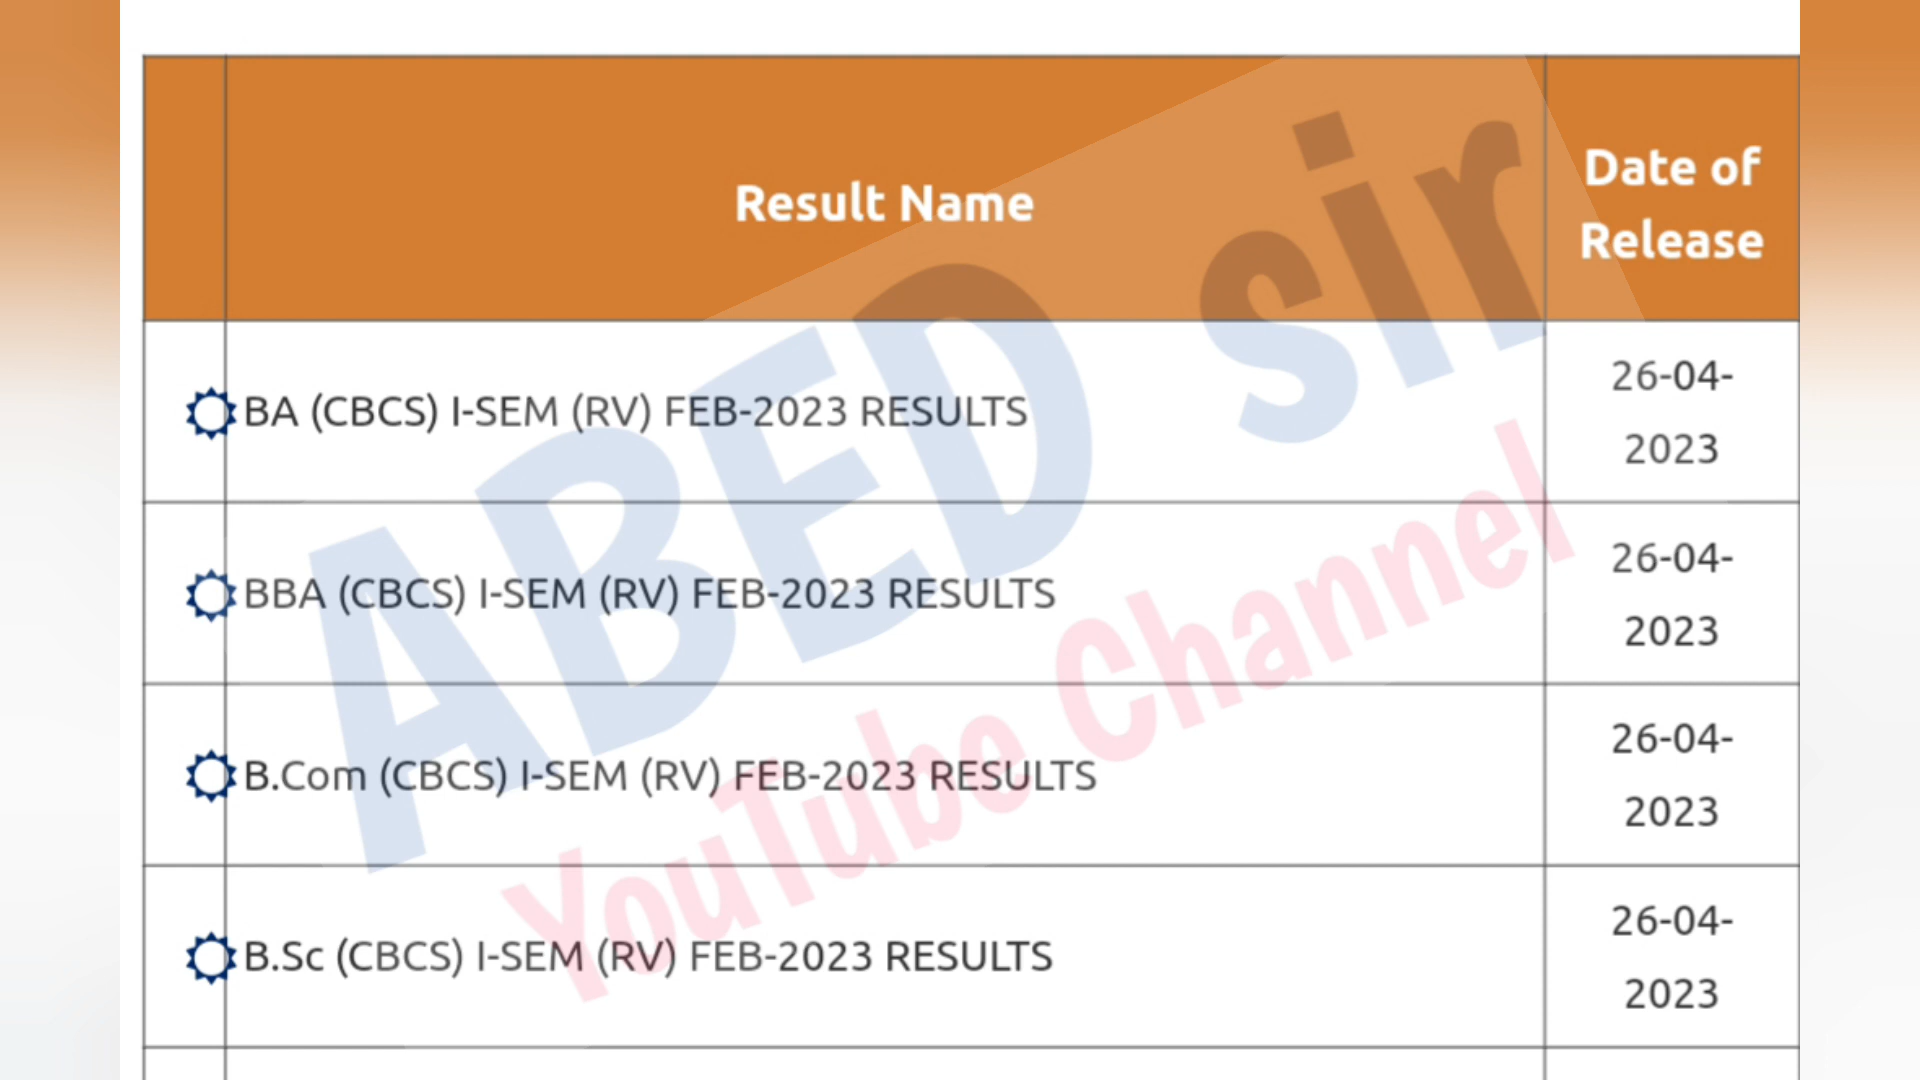 Result Name
Date of
Release
BA (CBCS) I-SEM (RV) FEB-2023 RESULTS
26-04-
2023
BBA (CBCS) I-SEM (RV) FEB-2023 RESULTS
26-04-
2023
B.Com (CBCS) I-SEM (RV) FEB-2023 RESULTS
26-04-
2023
B.Sc (CBCS) I-SEM (RV) FEB-2023 RESULTS
26-04-
2023
ABED sir
YouTube Channel